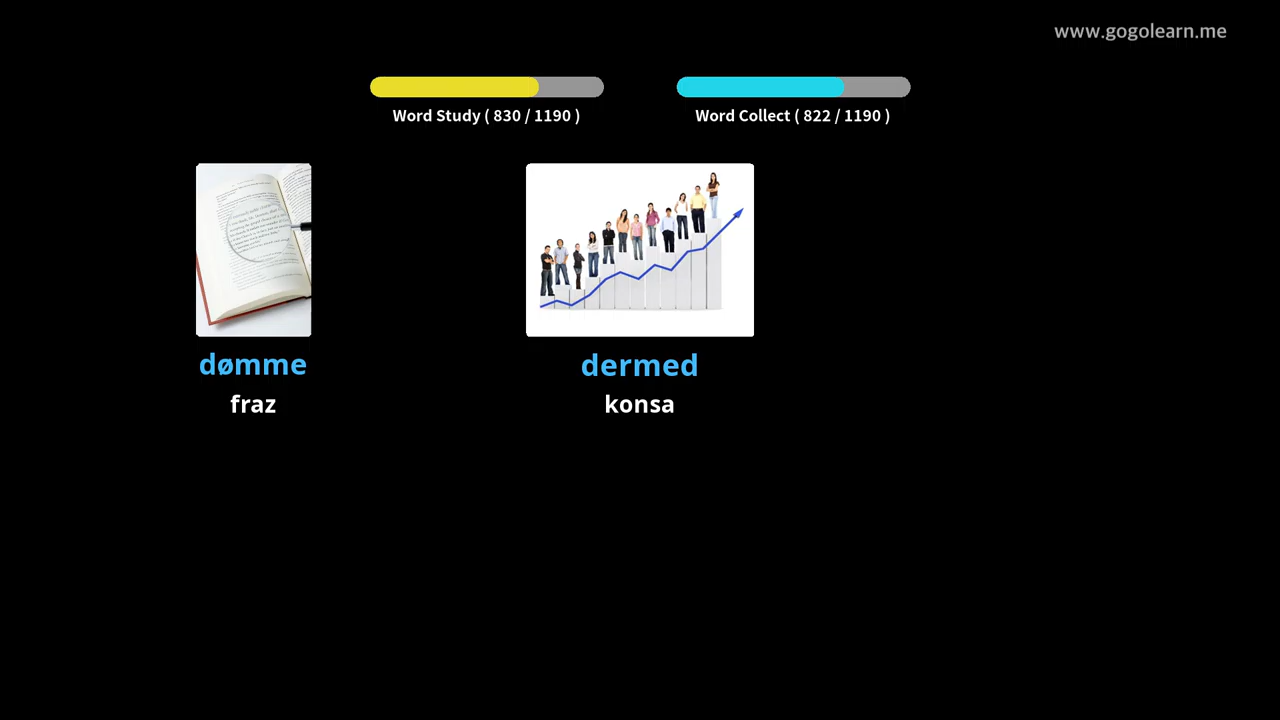 www.gogolearn.me
Word Study ( 830 / 1190 )
Word Collect ( 822 / 1190 )
dømme
fraz
dermed
konsa